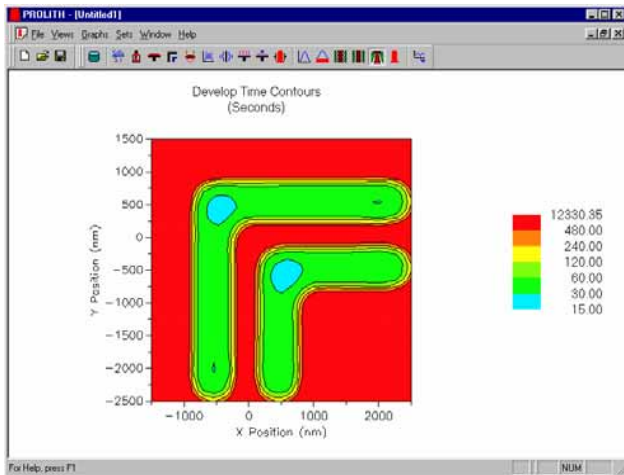 PROLITH - [Untitled1]
File Views Graphs Sets Window Help
Develop Time Contours
(Seconds)
1500
1000
500
0
-500
-1000
-1500
-2000
-2500
Y Position (nm)
-1000 0 1000 2000
X Position (nm)
12330.35
480.00
240.00
120.00
60.00
30.00
15.00
For Help, press F1
NUM